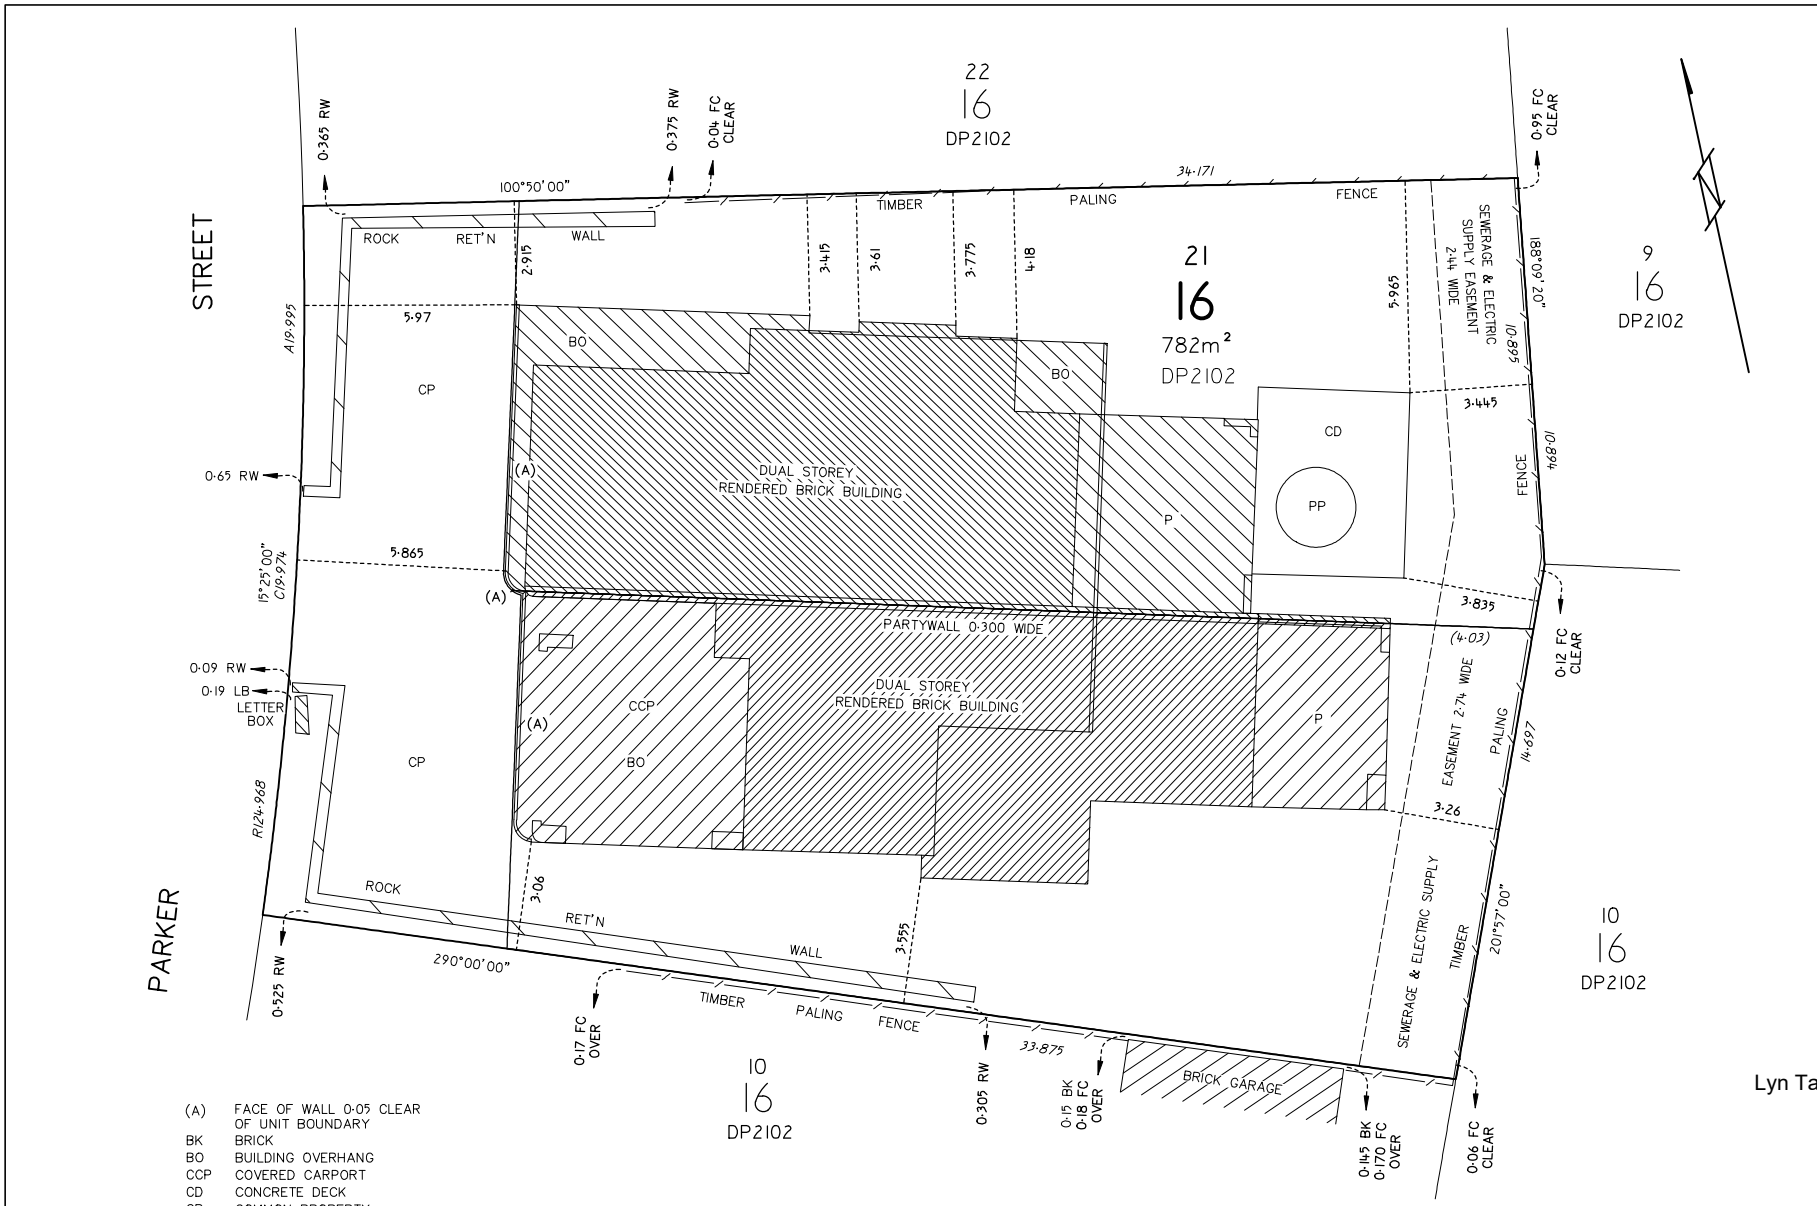 22
16
DP2102
0·365 RW
0·375 RW
0·04 FC
CLEAR
0·95 FC
CLEAR
100°50'00"
34·171
TIMBER
PALING
FENCE
STREET
ROCK
RET'N
WALL
2·915
3·415
3·61
3·775
4·18
21
16
782m²
DP2102
5·965
SEWERAGE & ELECTRIC
SUPPLY EASEMENT
2·44 WIDE
188°09'20"
10·895
9
16
DP2102
A19·995
5·97
BO
BO
CP
3·445
CD
10·894
FENCE
0·65 RW
(A)
DUAL STOREY
RENDERED BRICK BUILDING
P
PP
5·865
15°25'00"
C19·974
(A)
3·835
PARTYWALL 0·300 WIDE
(4·03)
0·12 FC
CLEAR
0·09 RW
0·19 LB
LETTER
BOX
DUAL STOREY
RENDERED BRICK BUILDING
CCP
(A)
P
EASEMENT 2·74 WIDE
PALING
14·697
CP
BO
R124·968
3·26
ROCK
RET'N
WALL
3·06
3·555
SEWERAGE & ELECTRIC SUPPLY
TIMBER
201°57'00"
10
16
DP2102
PARKER
290°00'00"
0·525 RW
0·17 FC
OVER
TIMBER
PALING
FENCE
33·875
0·305 RW
10
16
DP2102
0·15 BK
0·18 FC
OVER
BRICK GARAGE
0·145 BK
0·170 FC
OVER
0·06 FC
CLEAR
Lyn Ta
(A) FACE OF WALL 0·05 CLEAR
OF UNIT BOUNDARY
BK BRICK
BO BUILDING OVERHANG
CCP COVERED CARPORT
CD CONCRETE DECK
CP COMMON PROPERTY